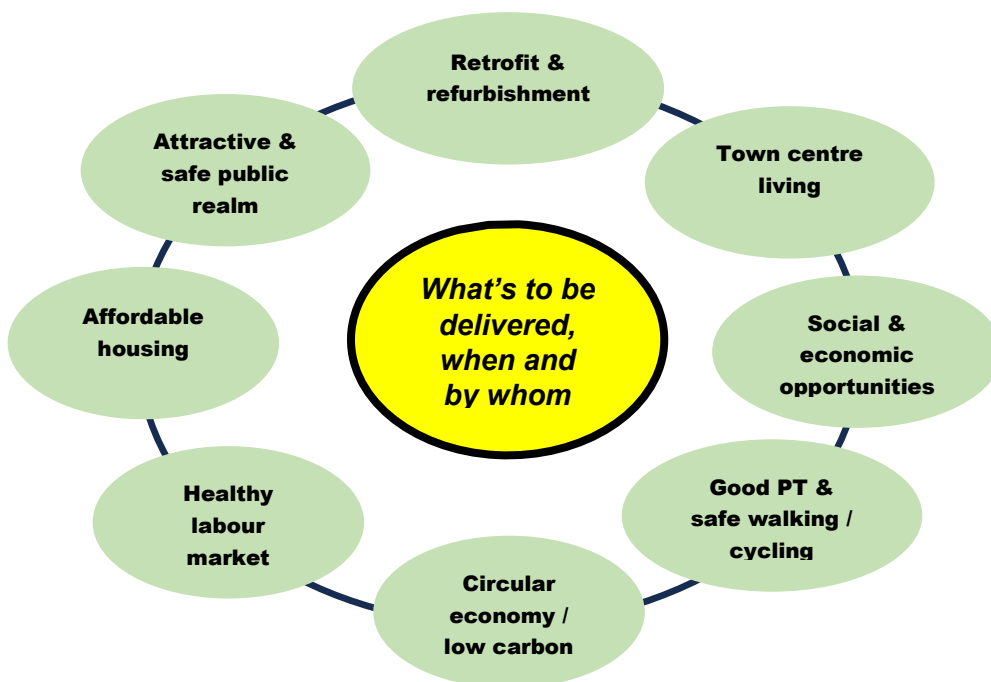 Retrofit &
refurbishment
Attractive &
safe public
realm
Town centre
living
What's to be
delivered,
when and
by whom
Affordable
housing
Social &
economic
opportunities
Healthy
labour
market
Good PT &
safe walking /
cycling
Circular
economy /
low carbon